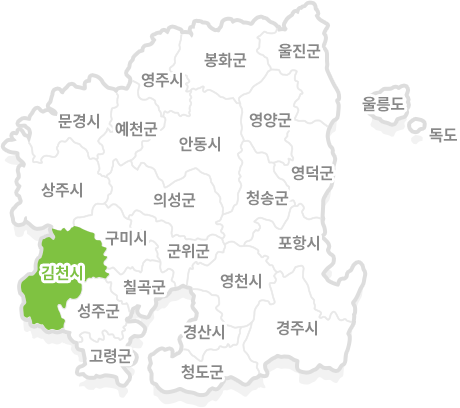 울진군
봉화군
영주시
울릉도
문경시
예천군
영양군
독도
안동시
영덕군
상주시
의성군
청송군
구미시
포항시
군위군
김천시
영천시
칠곡군
성주군
경산시
경주시
고령군
청도군